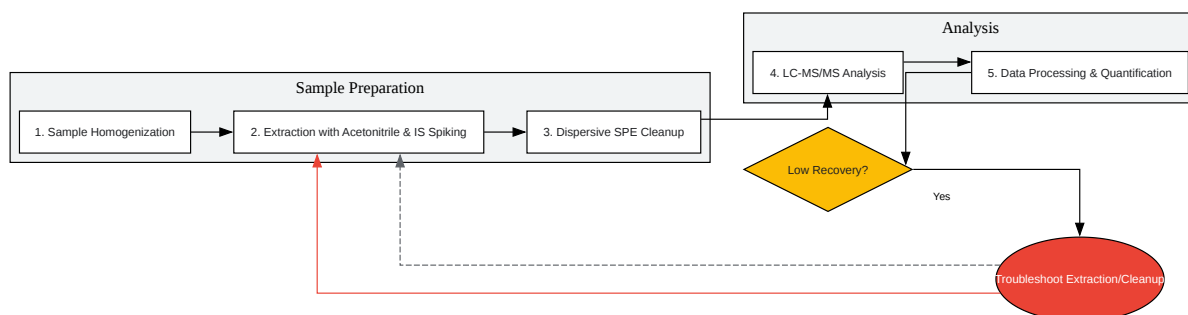 Analysis
4. LC-MS/MS Analysis
5. Data Processing & Quantification
Sample Preparation
1. Sample Homogenization
2. Extraction with Acetonitrile & IS Spiking
3. Dispersive SPE Cleanup
Low Recovery?
Yes
Troubleshoot Extraction/Cleanup